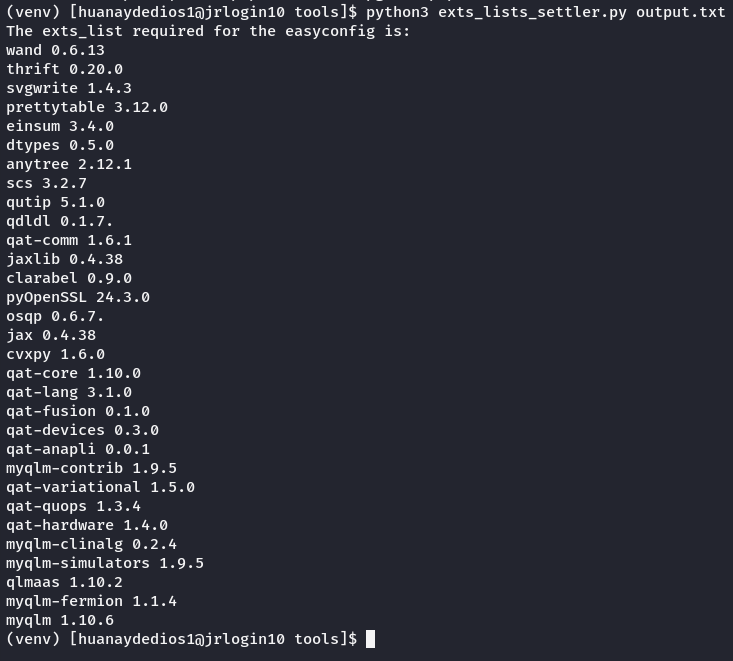 (venv) [huanaydedios1@jrlogin10 tools]$ python3 exts_lists_settler.py output.txt
The exts_list required for the easyconfig is:
wand 0.6.13
thrift 0.20.0
svgwrite 1.4.3
prettytable 3.12.0
einsum 3.4.0
dtypes 0.5.0
anytree 2.12.1
scs 3.2.7
qutip 5.1.0
qdldl 0.1.7.
qat-comm 1.6.1
jaxlib 0.4.38
clarabel 0.9.0
pyOpenSSL 24.3.0
osqp 0.6.7.
jax 0.4.38
cvxpy 1.6.0
qat-core 1.10.0
qat-lang 3.1.0
qat-fusion 0.1.0
qat-devices 0.3.0
qat-anapli 0.0.1
myqlm-contrib 1.9.5
qat-variational 1.5.0
qat-quops 1.3.4
qat-hardware 1.4.0
myqlm-clinalg 0.2.4
myqlm-simulators 1.9.5
qlmaas 1.10.2
myqlm-fermion 1.1.4
myqlm 1.10.6
(venv) [huanaydedios1@jrlogin10 tools]$